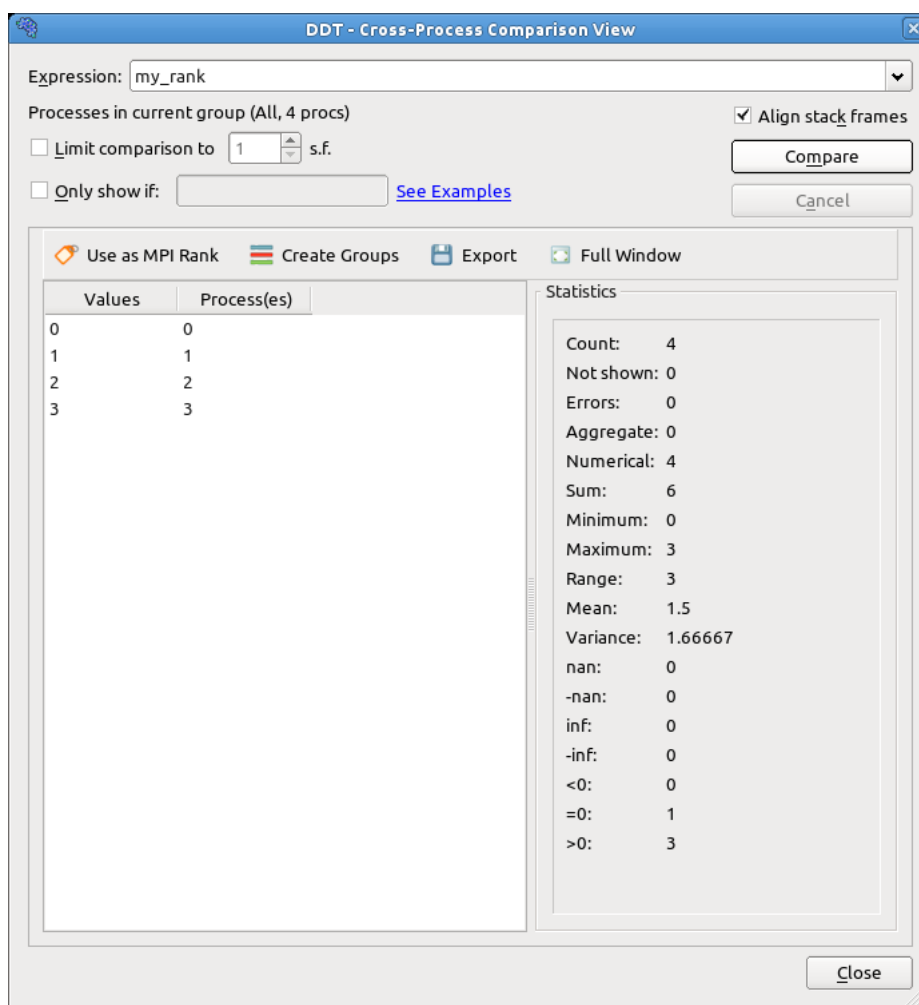 DDT - Cross-Process Comparison View
Expression: my_rank
Processes in current group (All, 4 procs)
Align stack frames
Limit comparison to 1 s.f.
Compare
Only show if: See Examples
Cancel
Use as MPI Rank Create Groups Export Full Window
Values Process(es)
0 0
1 1
2 2
3 3
Statistics
Count: 4
Not shown: 0
Errors: 0
Aggregate: 0
Numerical: 4
Sum: 6
Minimum: 0
Maximum: 3
Range: 3
Mean: 1.5
Variance: 1.66667
nan: 0
-nan: 0
inf: 0
-inf: 0
<0: 0
=0: 1
>0: 3
Close